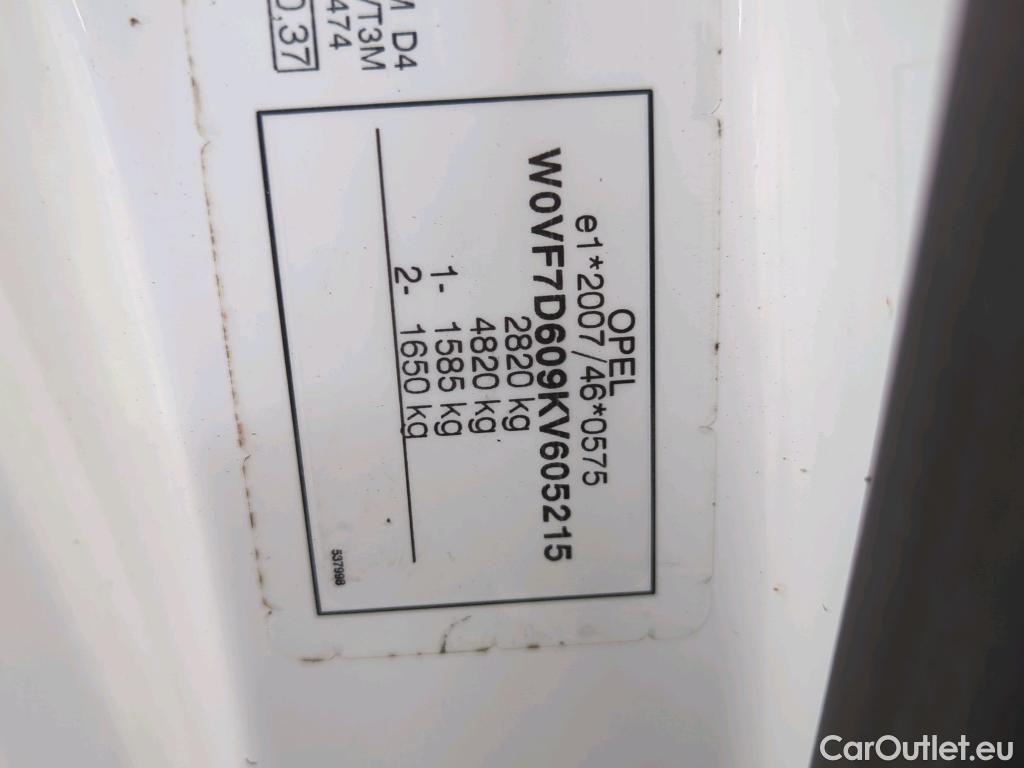 M D4
/T3M
474
0,37
OPEL
e1*2007/46*0575
W0VF7D609KV605215
2820 kg
4820 kg
1- 1585 kg
2- 1650 kg
537998
CarOutlet.eu